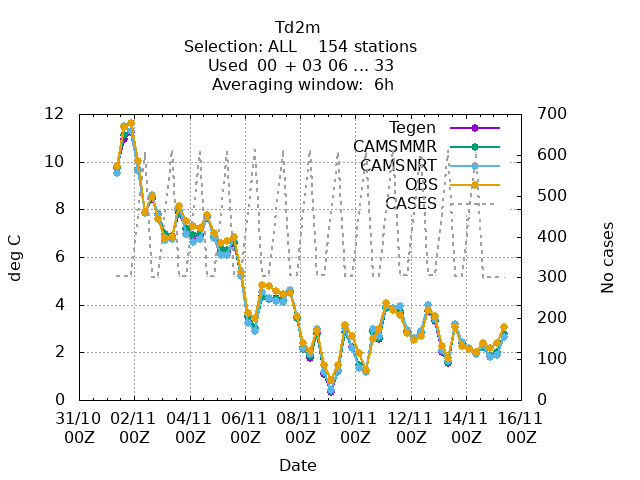 Td2m
Selection: ALL    154 stations
Used  00 + 03 06 ... 33
Averaging window:  6h
12
10
8
6
4
2
0
700
600
500
400
300
200
100
0
deg C
No cases
Tegen
CAMSMMR
CAMSNRT
OBS
CASES
31/10 02/11 04/11 06/11 08/11 10/11 12/11 14/11 16/11
00Z 00Z 00Z 00Z 00Z 00Z 00Z 00Z 00Z
Date